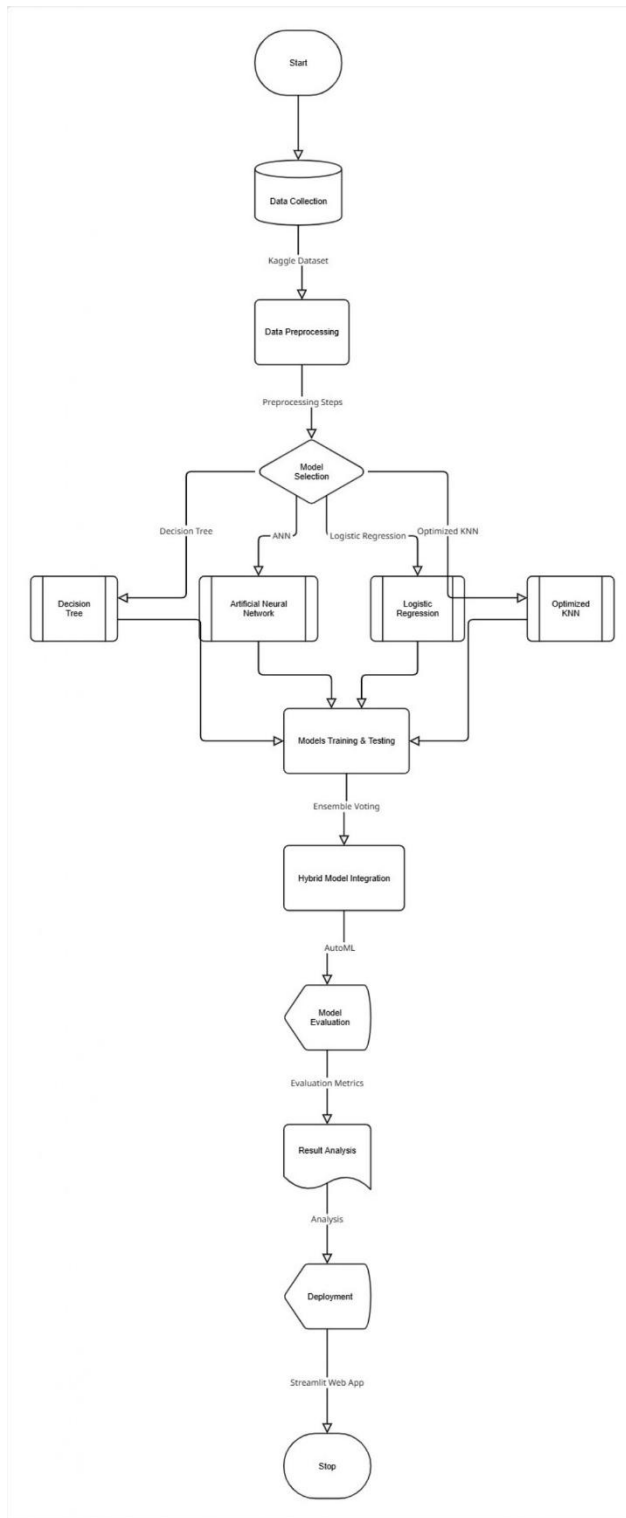 Start
Data Collection
Kaggle Dataset
Data Preprocessing
Preprocessing Steps
Model
Selection
Decision Tree
ANN
Logistic Regression
Optimized KNN
Decision
Tree
Artificial Neural
Network
Logistic
Regression
Optimized
KNN
Models Training & Testing
Ensemble Voting
Hybrid Model Integration
AutoML
Model
Evaluation
Evaluation Metrics
Result Analysis
Analysis
Deployment
Streamlit Web App
Stop